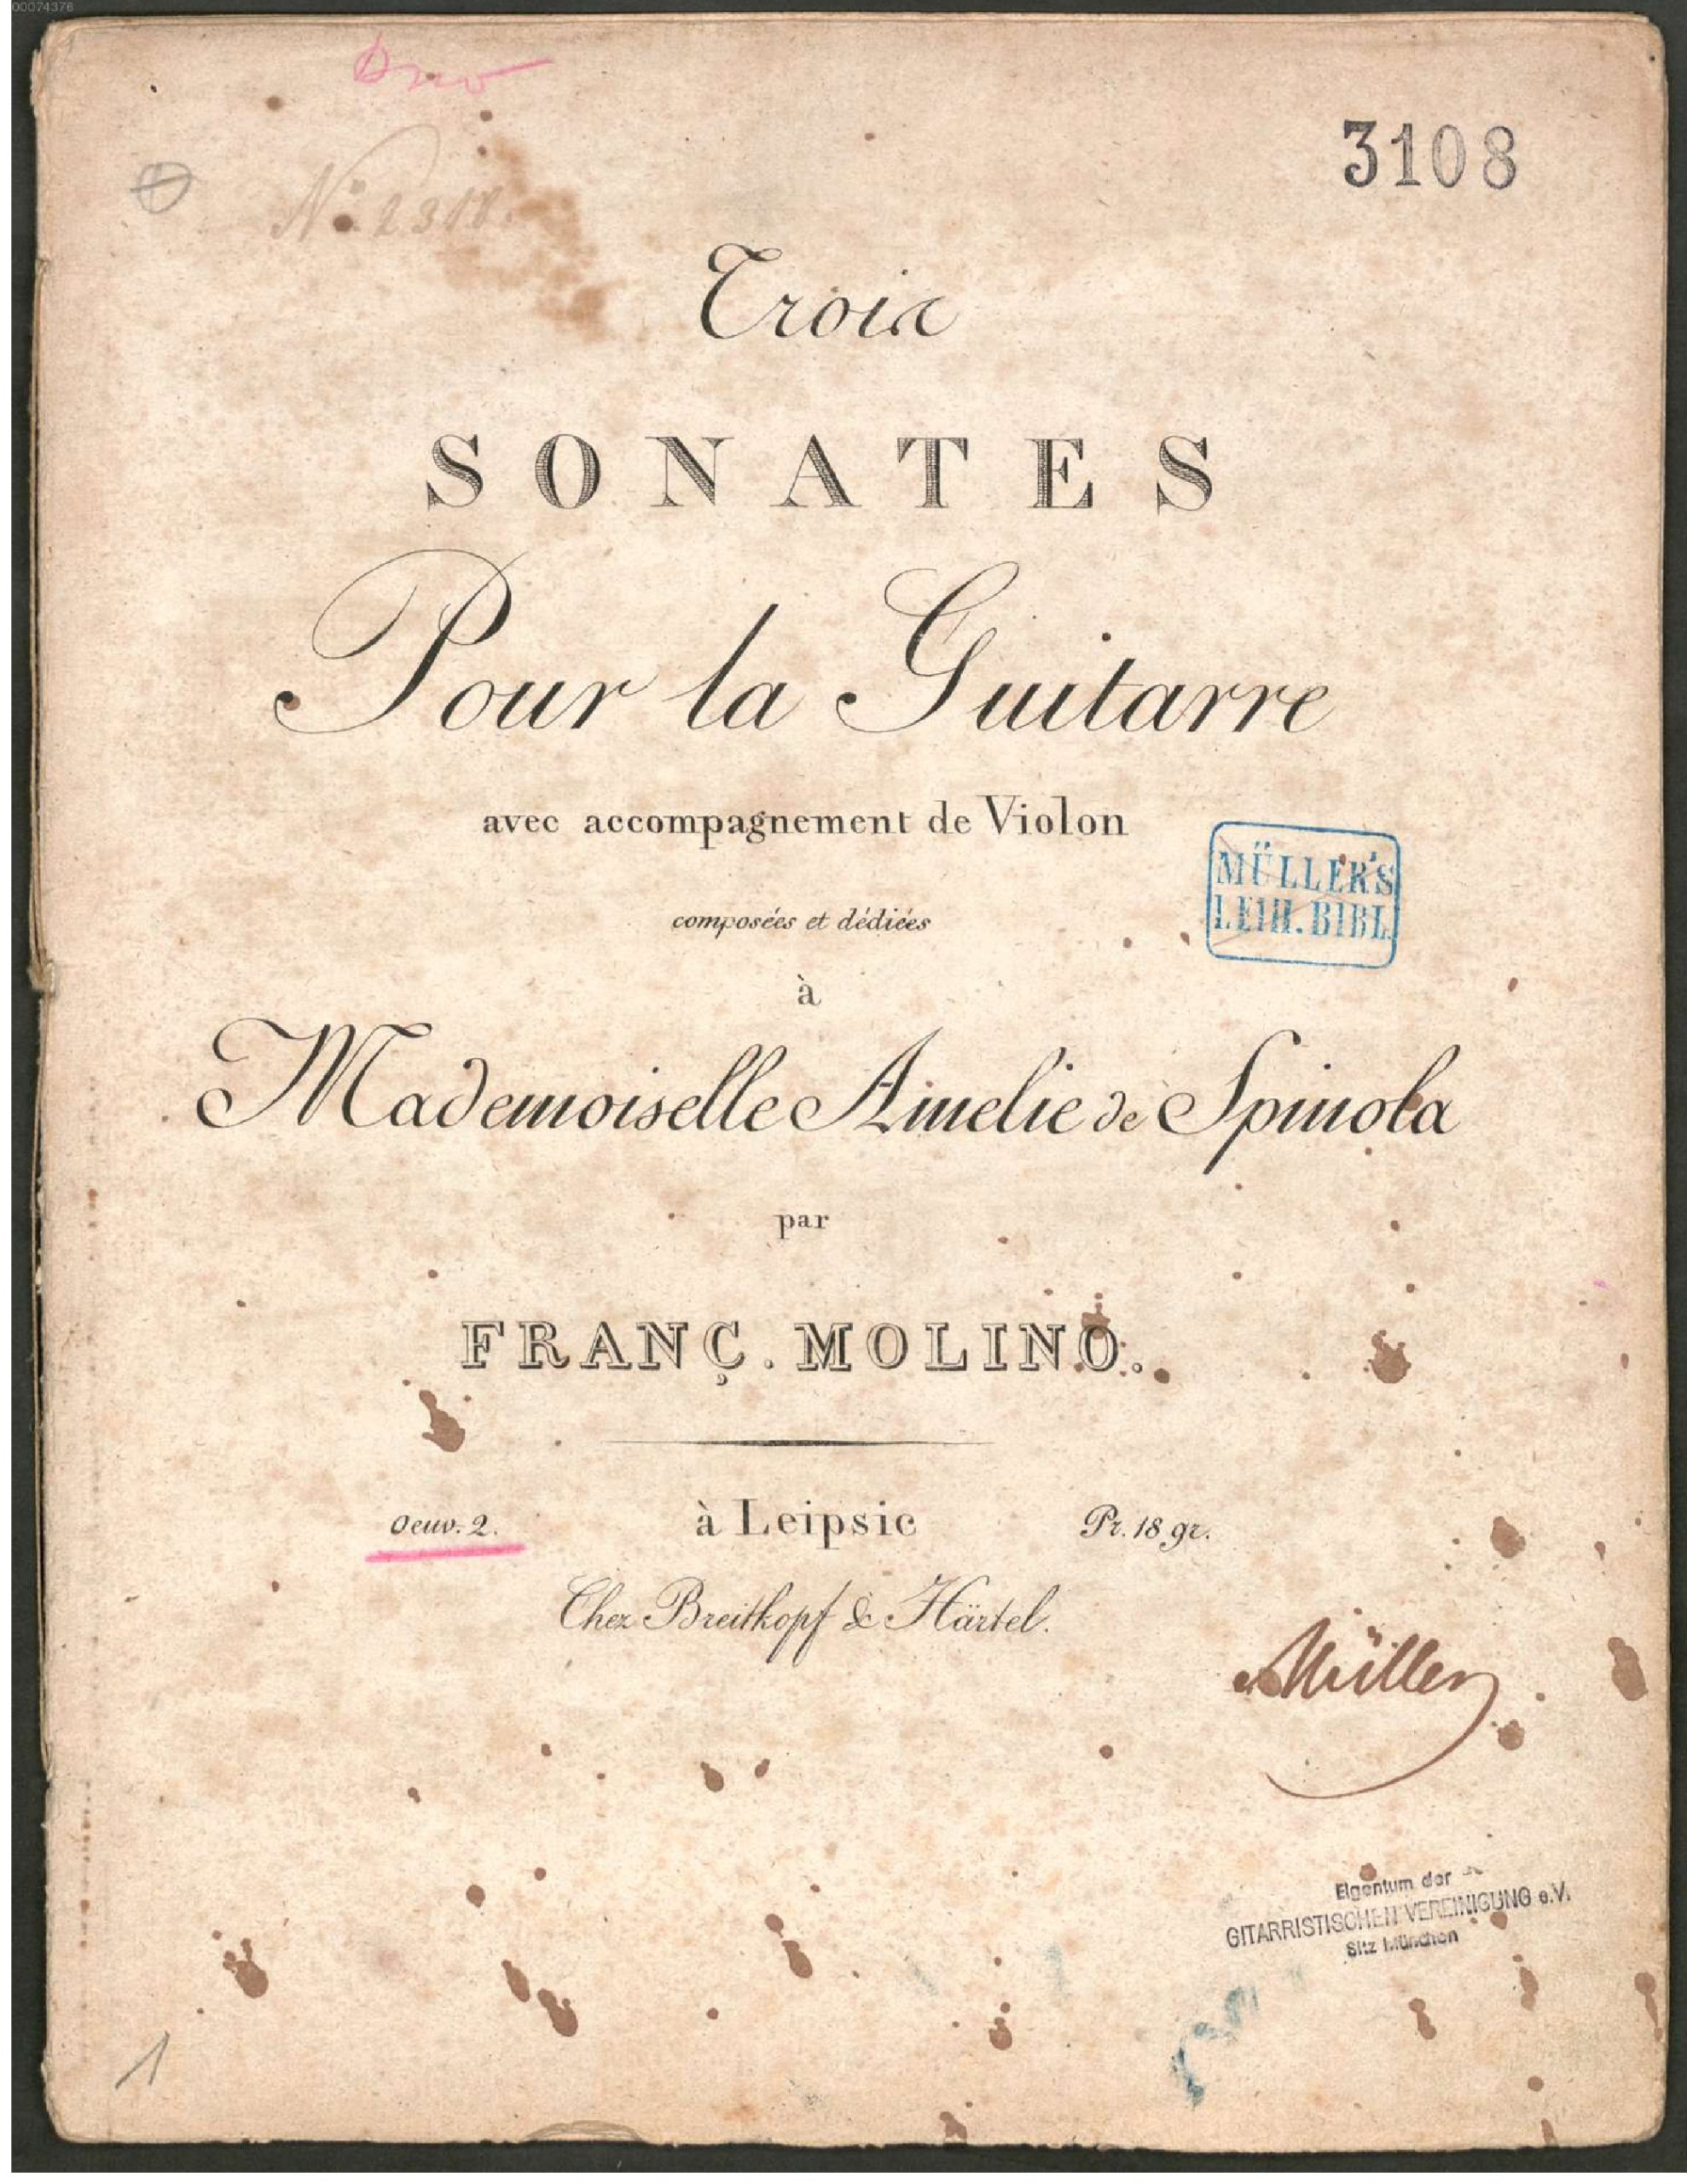 00074376
3108
N.º 2318.
Trois
SONATES
Pour la Guitarre
avec accompagnement de Violon
MÜLLER'S
LEIH. BIBL.
composées et dédiées
à
Mademoiselle Amelie de Spinola
par
FRANÇ. MOLINO.
Oeuv. 2. à Leipsic Pr. 18 gr.
Chez Breitkopf & Härtel.
Müller
Eigentum der
GITARRISTISCHEN VEREINIGUNG e.V.
Sitz München
1